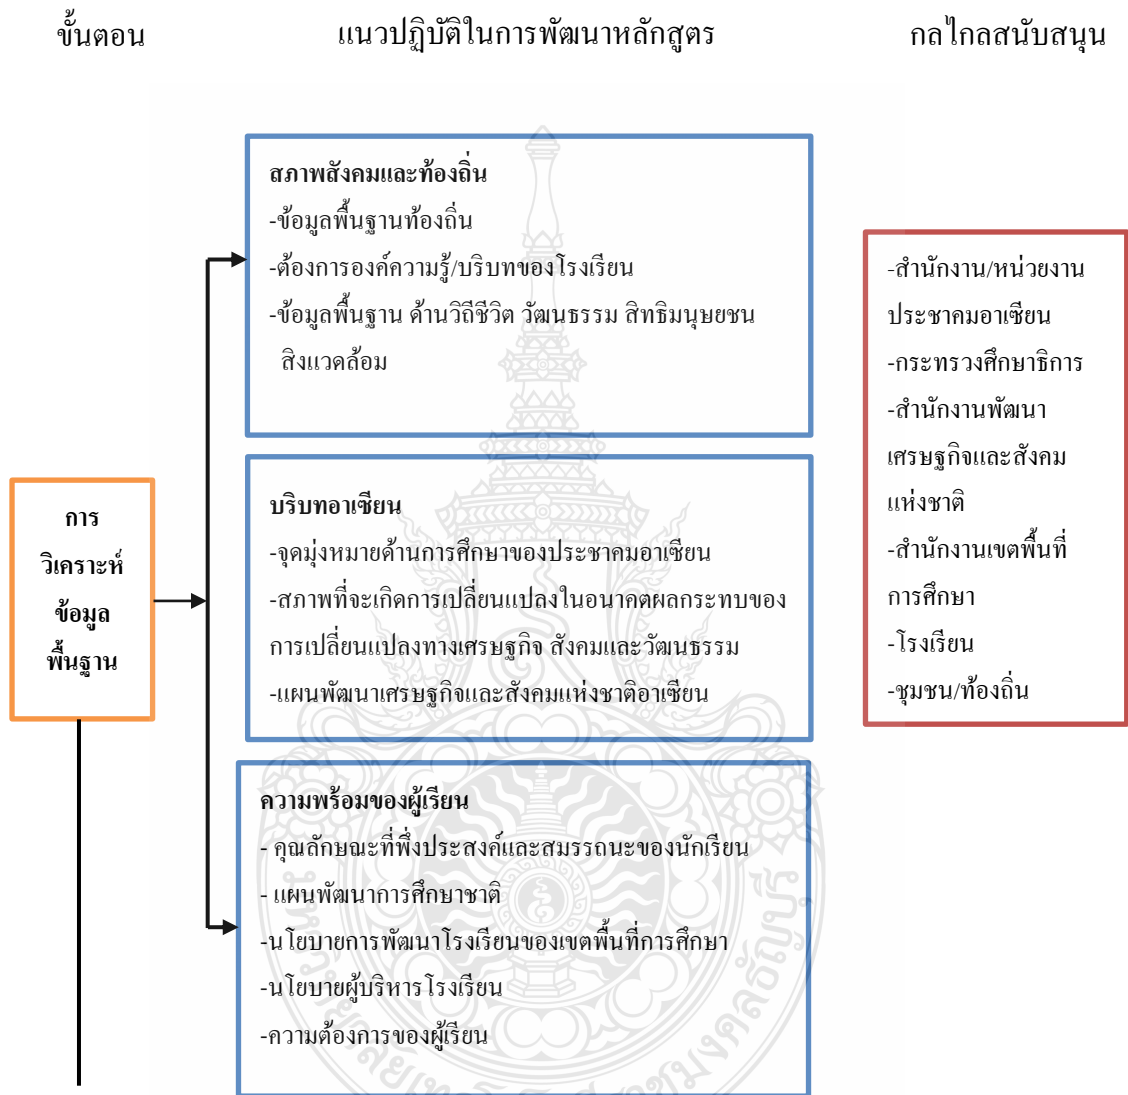 ขั้นตอน
แนวปฏิบัติในการพัฒนาหลักสูตร
กลไกลสนับสนุน
การ
วิเคราะห์
ข้อมูล
พื้นฐาน
สภาพสังคมและท้องถิ่น
-ข้อมูลพื้นฐานท้องถิ่น
-ต้องการองค์ความรู้/บริบทของโรงเรียน
-ข้อมูลพื้นฐาน ด้านวิถีชีวิต วัฒนธรรม สิทธิมนุษยชน
สิงแวดล้อม
บริบทอาเซียน
-จุดมุ่งหมายด้านการศึกษาของประชาคมอาเซียน
-สภาพที่จะเกิดการเปลี่ยนแปลงในอนาคตผลกระทบของ
การเปลี่ยนแปลงทางเศรษฐกิจ สังคมและวัฒนธรรม
-แผนพัฒนาเศรษฐกิจและสังคมแห่งชาติอาเซียน
ความพร้อมของผู้เรียน
- คุณลักษณะที่พึ่งประสงค์และสมรรถนะของนักเรียน
- แผนพัฒนาการศึกษาชาติ
-นโยบายการพัฒนาโรงเรียนของเขตพื้นที่การศึกษา
-นโยบายผู้บริหารโรงเรียน
-ความต้องการของผู้เรียน
-สำนักงาน/หน่วยงาน
ประชาคมอาเซียน
-กระทรวงศึกษาธิการ
-สำนักงานพัฒนา
เศรษฐกิจและสังคม
แห่งชาติ
-สำนักงานเขตพื้นที่
การศึกษา
-โรงเรียน
-ชุมชน/ท้องถิ่น